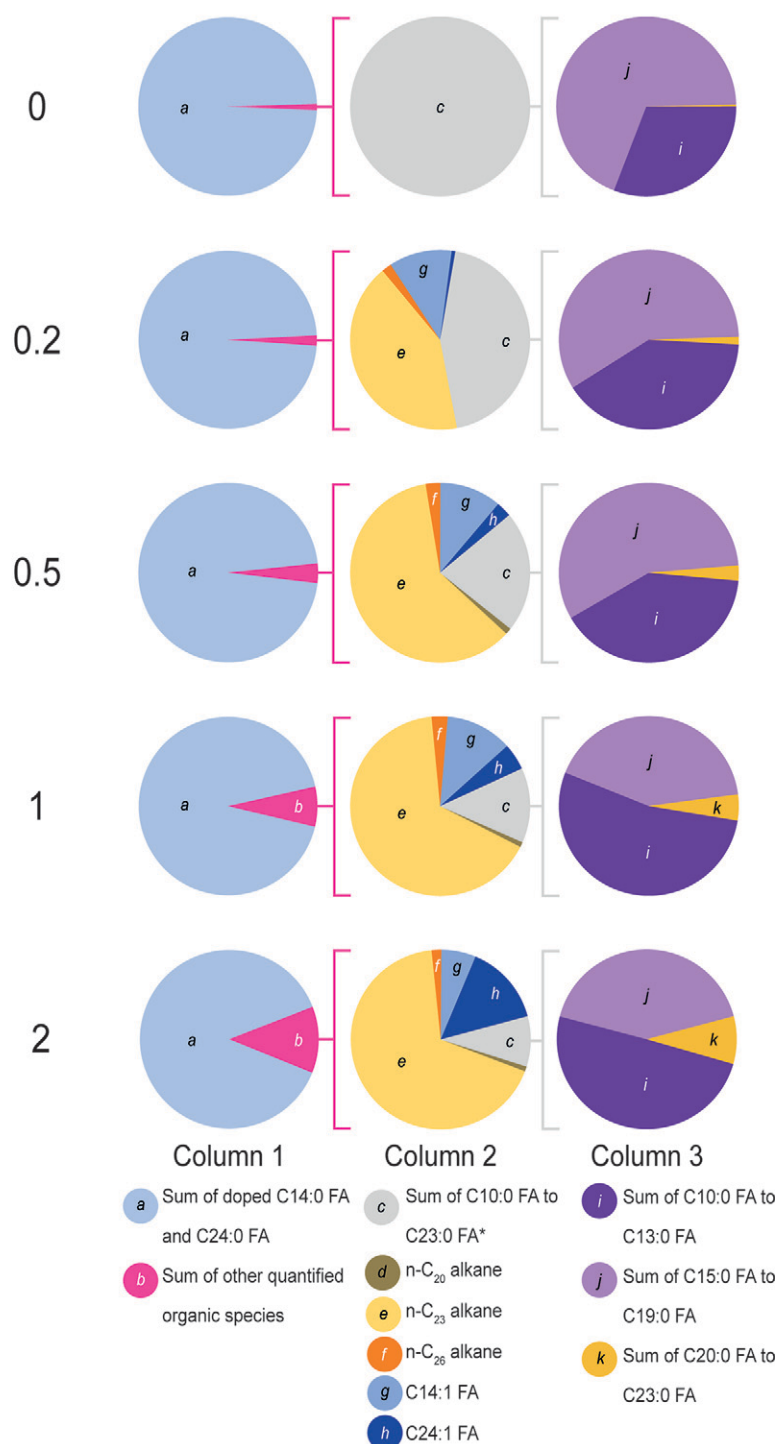 0
a
c
j
i
0.2
a
g
e
c
j
i
0.5
a
f
g
h
e
c
j
i
1
a
b
f
g
h
e
c
j
k
i
2
a
b
f
g
h
e
c
j
k
i
Column 1
Column 2
Column 3
a Sum of doped C14:0 FA
and C24:0 FA
b Sum of other quantified
organic species
c Sum of C10:0 FA to
C23:0 FA*
d n-C₂₀ alkane
e n-C₂₃ alkane
f n-C₂₆ alkane
g C14:1 FA
h C24:1 FA
i Sum of C10:0 FA to
C13:0 FA
j Sum of C15:0 FA to
C19:0 FA
k Sum of C20:0 FA to
C23:0 FA